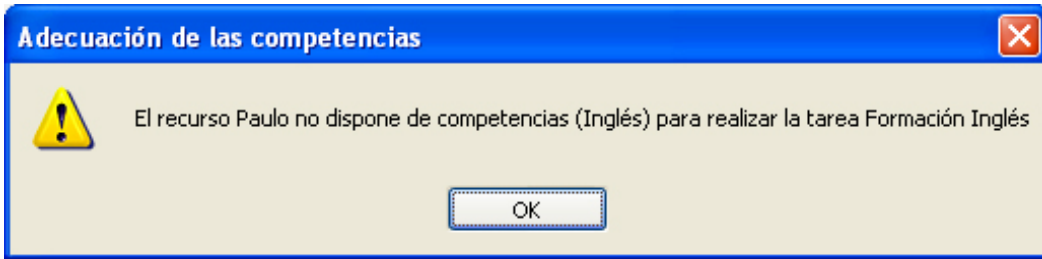 Adecuación de las competencias
El recurso Paulo no dispone de competencias (Inglés) para realizar la tarea Formación Inglés
OK